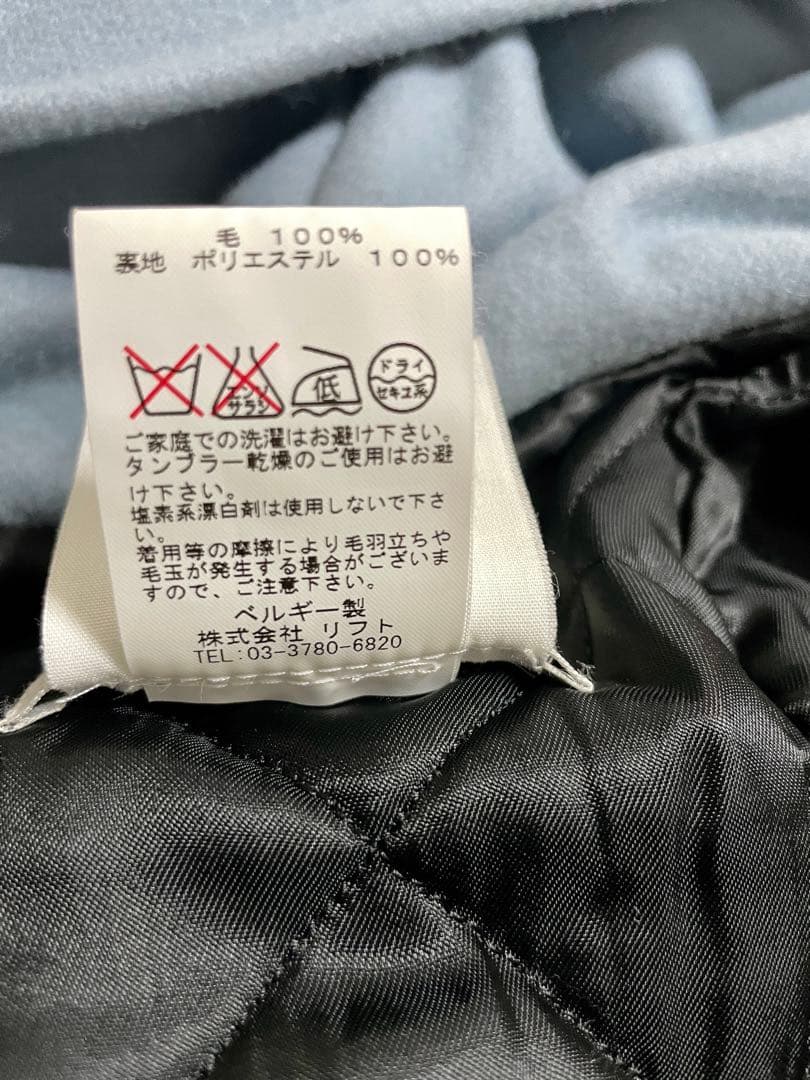 毛 100%
裏地 ポリエステル 100%
エンソ
サラシ
低
ドライ
セキユ系
ご家庭での洗濯はお避け下さい。
タンブラー乾燥のご使用はお避
け下さい。
塩素系漂白剤は使用しないで下さ
い。
着用等の摩擦により毛羽立ちや
毛玉が発生する場合がございま
すので、ご注意下さい。
ベルギー製
株式会社 リフト
TEL:03-3780-6820